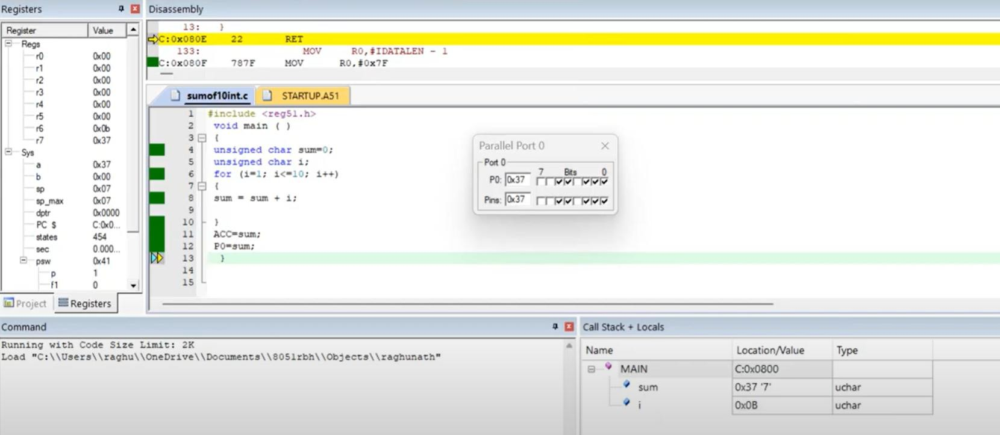 Registers
Register Value
Regs
r0 0x00
r1 0x00
r2 0x00
r3 0x00
r4 0x00
r5 0x00
r6 0x0b
r7 0x37
Sys
a 0x37
b 0x00
sp 0x07
sp_max 0x07
dptr 0x0000
PC $ C:0x0...
states 454
sec 0.000...
psw 0x41
p 1
f1 0
Project Registers
Disassembly
13: }
C:0x080E 22 RET
133: MOV R0,#IDATALEN - 1
C:0x080F 787F MOV R0,#0x7F
sumof10int.c STARTUP.A51
1 #include <reg51.h>
2 void main ( )
3 {
4 unsigned char sum=0;
5 unsigned char i;
6 for (i=1; i<=10; i++)
7 {
8 sum = sum + i;
9
10 }
11 ACC=sum;
12 P0=sum;
13 }
14
15
Parallel Port 0
Port 0
7 Bits 0
P0: 0x37
Pins: 0x37
Command
Running with Code Size Limit: 2K
Load "C:\\Users\\raghu\\OneDrive\\Documents\\8051rbh\\Objects\\raghunath"
Call Stack + Locals
Name Location/Value Type
MAIN C:0x0800
sum 0x37 '7' uchar
i 0x0B uchar